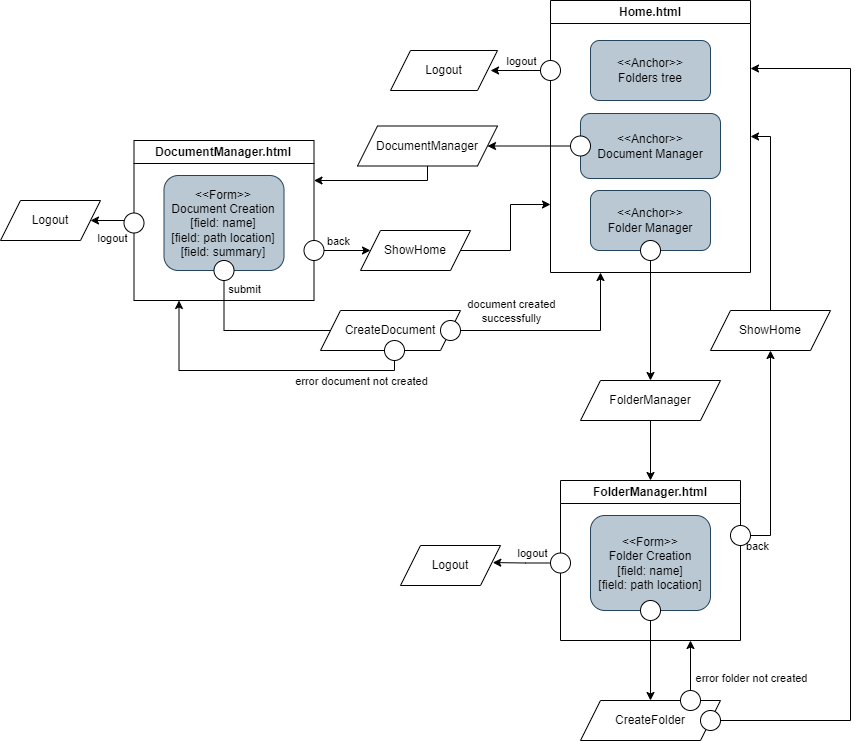 Home.html
<<Anchor>>
Folders tree
logout
Logout
<<Anchor>>
Document Manager
DocumentManager
<<Anchor>>
Folder Manager
DocumentManager.html
<<Form>>
Document Creation
[field: name]
[field: path location]
[field: summary]
Logout
logout
back
ShowHome
submit
CreateDocument
document created
successfully
error document not created
ShowHome
FolderManager
FolderManager.html
<<Form>>
Folder Creation
[field: name]
[field: path location]
logout
Logout
back
error folder not created
CreateFolder